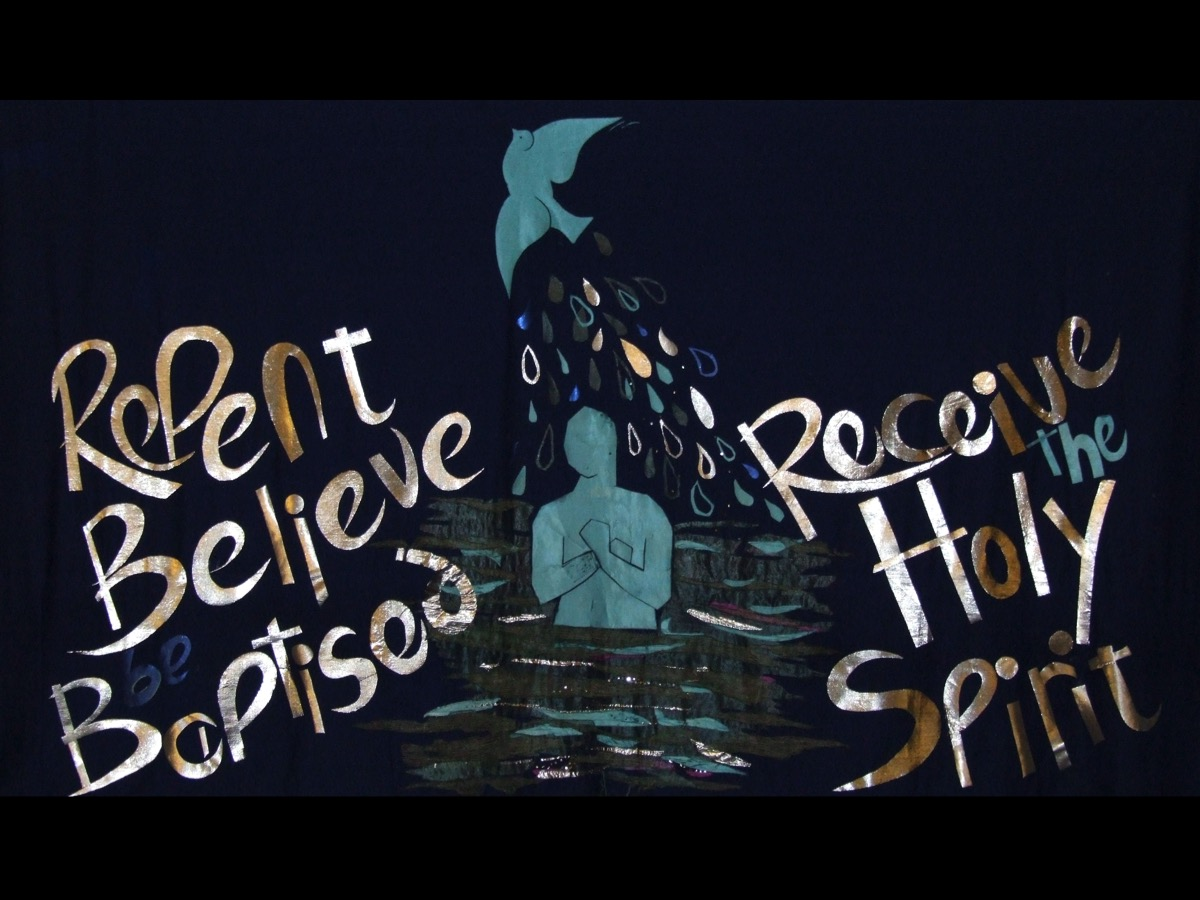 Repent
Believe
be
Baptised
Receive
the
Holy
Spirit